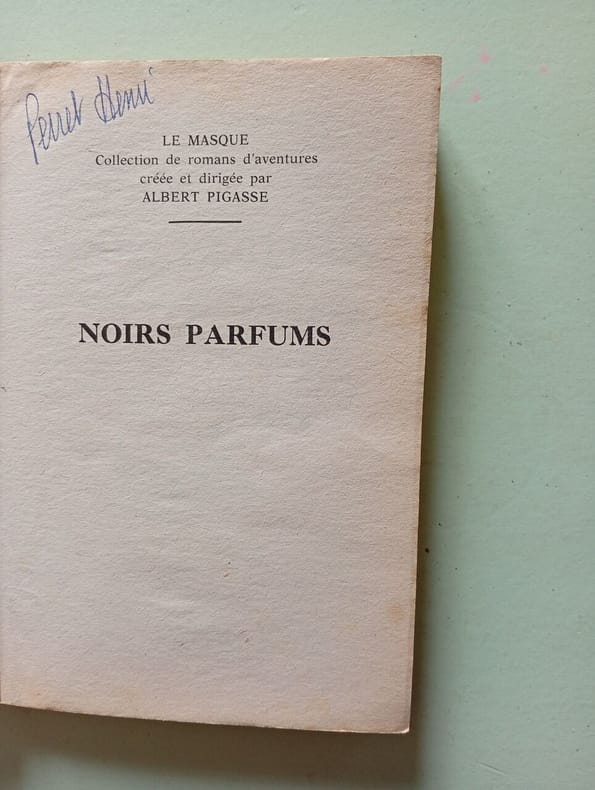 Perret Henri
LE MASQUE
Collection de romans d'aventures
créée et dirigée par
ALBERT PIGASSE
NOIRS PARFUMS